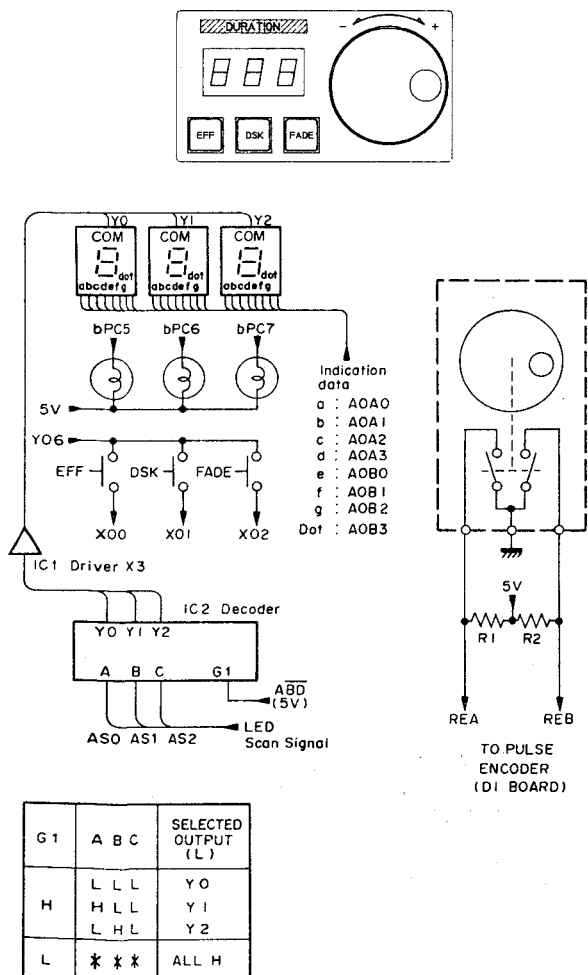 DURATION
- +
EFF DSK FADE
Y0 Y1 Y2
COM COM COM
dot dot dot
abcdefg abcdefg abcdefg
bPC5 bPC6 bPC7
5V
Y06
EFF DSK FADE
X00 X01 X02
Indication
data
a : A0A0
b : A0A1
c : A0A2
d : A0A3
e : A0B0
f : A0B1
g : A0B2
Dot : A0B3
IC1 Driver X3
IC2 Decoder
Y0 Y1 Y2
A B C G1
ABD
(5V)
AS0 AS1 AS2
LED
Scan Signal
5V
R1 R2
REA REB
TO PULSE
ENCODER
(DI BOARD)
G1 A B C SELECTED
OUTPUT
(L)
L L L Y0
H H L L Y1
L H L Y2
L * * * ALL H